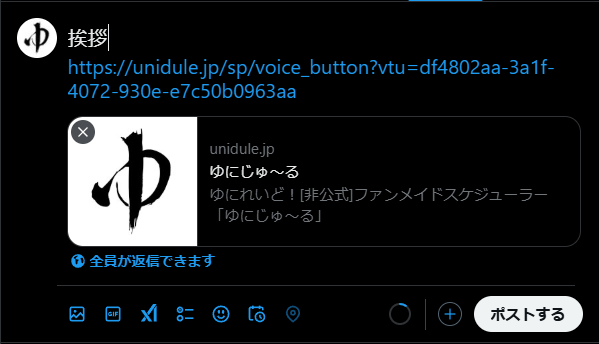 ゆ
挨拶
https://unidule.jp/sp/voice_button?vtu=df4802aa-3a1f-
4072-930e-e7c50b0963aa
ゆ
unidule.jp
ゆにじゅ〜る
ゆにれいど！[非公式]ファンメイドスケジューラー
「ゆにじゅ〜る」
全員が返信できます
GIF
ポストする